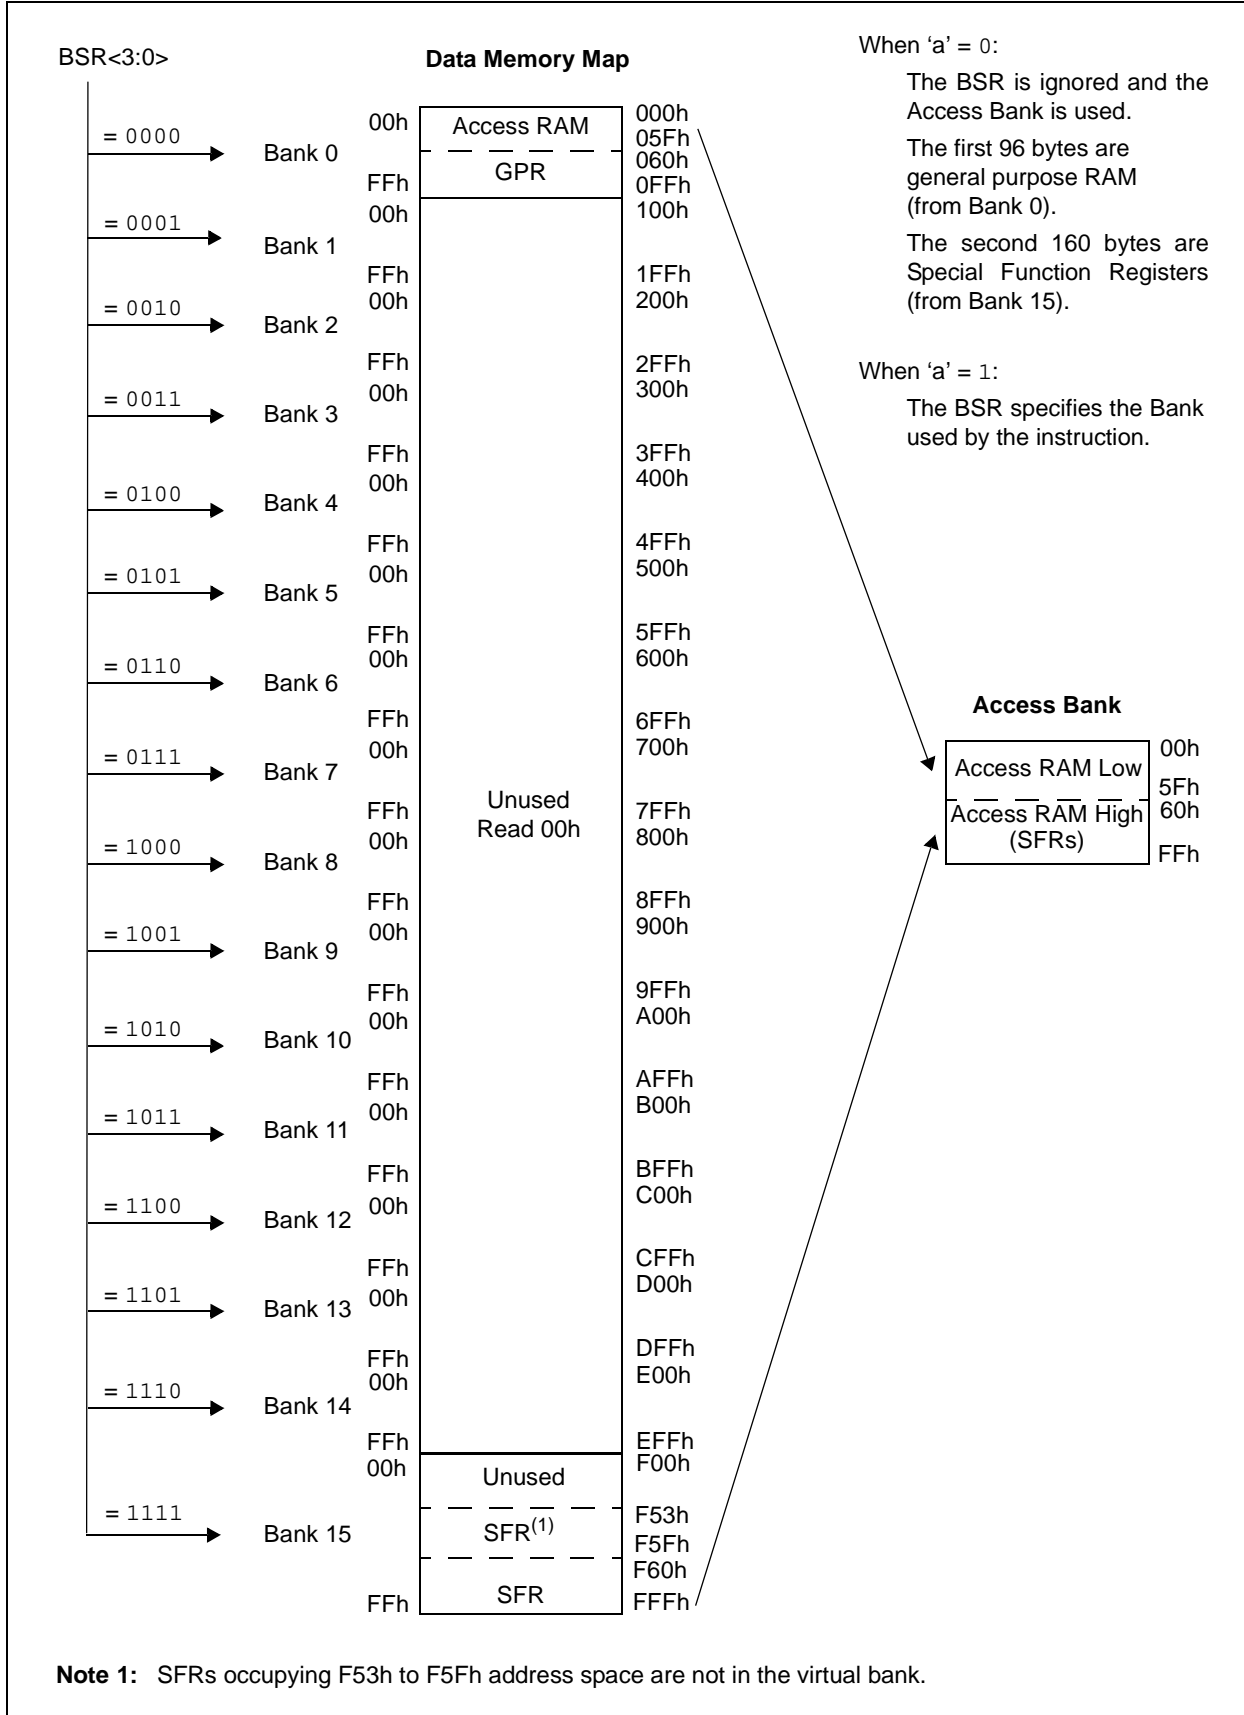 BSR<3:0>
Data Memory Map
When ‘a’ = 0:
The BSR is ignored and the
Access Bank is used.
The first 96 bytes are
general purpose RAM
(from Bank 0).
The second 160 bytes are
Special Function Registers
(from Bank 15).
When ‘a’ = 1:
The BSR specifies the Bank
used by the instruction.
= 0000
Bank 0
00h
FFh
Access RAM
GPR
000h
05Fh
060h
0FFh
= 0001
Bank 1
00h
FFh
100h
1FFh
= 0010
Bank 2
00h
FFh
200h
2FFh
= 0011
Bank 3
00h
FFh
300h
3FFh
= 0100
Bank 4
00h
FFh
400h
4FFh
= 0101
Bank 5
00h
FFh
500h
5FFh
= 0110
Bank 6
00h
FFh
600h
6FFh
= 0111
Bank 7
00h
FFh
700h
7FFh
Unused
Read 00h
= 1000
Bank 8
00h
FFh
800h
8FFh
= 1001
Bank 9
00h
FFh
900h
9FFh
= 1010
Bank 10
00h
FFh
A00h
AFFh
= 1011
Bank 11
00h
FFh
B00h
BFFh
= 1100
Bank 12
00h
FFh
C00h
CFFh
= 1101
Bank 13
00h
FFh
D00h
DFFh
= 1110
Bank 14
00h
FFh
E00h
EFFh
= 1111
Bank 15
00h
FFh
Unused
SFR(1)
SFR
F00h
F53h
F5Fh
F60h
FFFh
Access Bank
Access RAM Low
Access RAM High
(SFRs)
00h
5Fh
60h
FFh
Note 1: SFRs occupying F53h to F5Fh address space are not in the virtual bank.